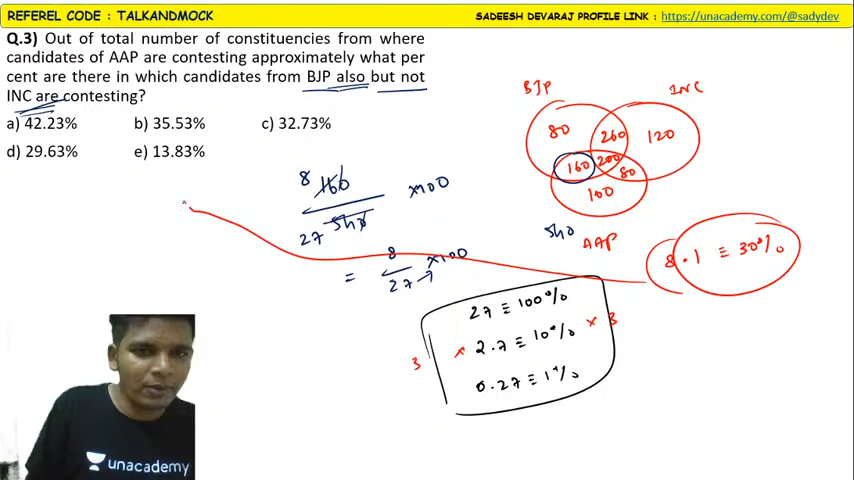 REFEREL CODE : TALKANDMOCK
SADEESH DEVARAJ PROFILE LINK : https://unacademy.com/@sadydev
Q.3) Out of total number of constituencies from where
candidates of AAP are contesting approximately what per
cent are there in which candidates from BJP also but not
INC are contesting?
a) 42.23% b) 35.53% c) 32.73%
d) 29.63% e) 13.83%
BJP INC
80 260 120
160 200 80
100
540 AAP
8 160 ×100
27 540
= 8 ×100
27
8.1 ≡ 30%
27 ≡ 100%
3 × 2.7 ≡ 10% × 3
0.27 ≡ 1%
unacademy